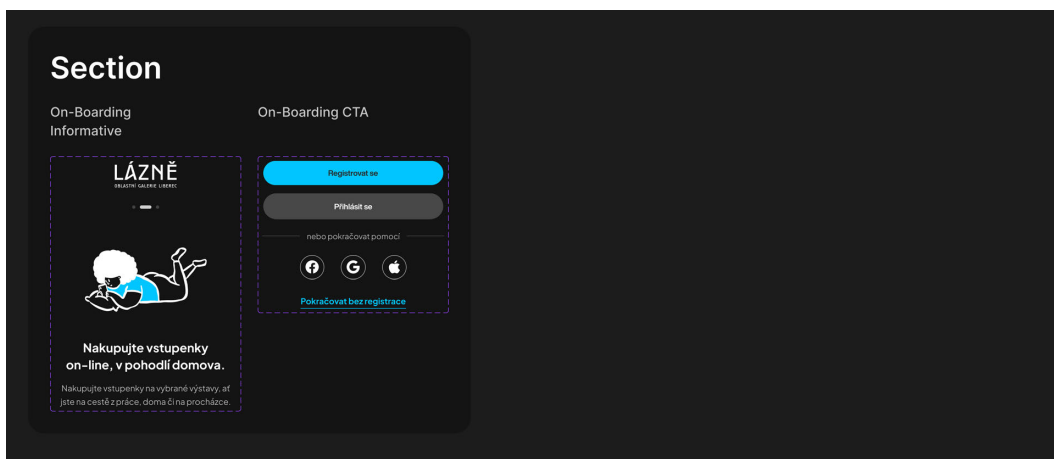 Section
On-Boarding
Informative
LÁZNĚ
OBLASTNÍ GALERIE LIBEREC
Nakupujte vstupenky
on-line, v pohodlí domova.
Nakupujte vstupenky na vybrané výstavy, ať
jste na cestě z práce, doma či na procházce.
On-Boarding CTA
Registrovat se
Přihlásit se
nebo pokračovat pomocí
Pokračovat bez registrace